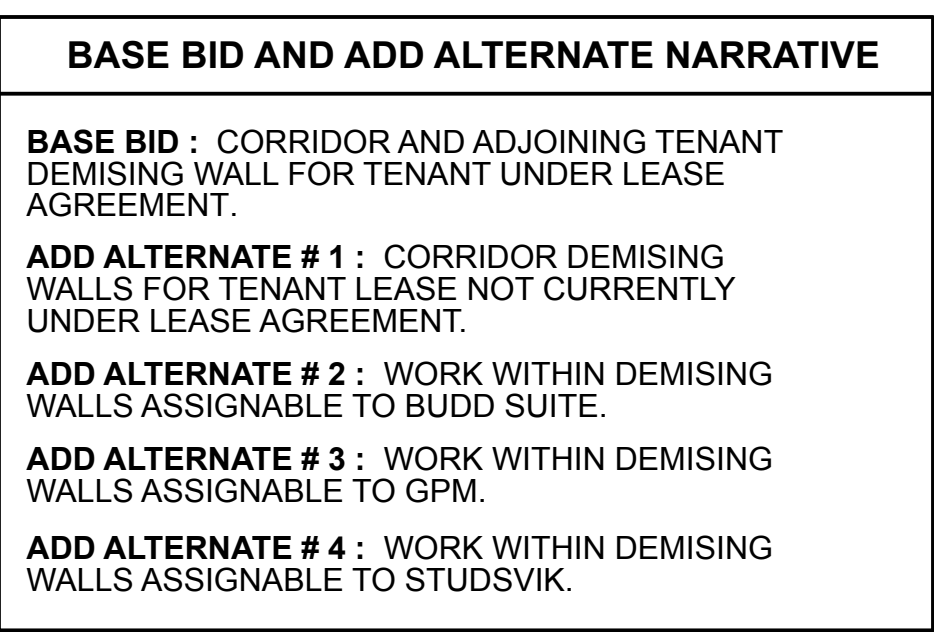 BASE BID AND ADD ALTERNATE NARRATIVE
BASE BID : CORRIDOR AND ADJOINING TENANT
DEMISING WALL FOR TENANT UNDER LEASE
AGREEMENT.
ADD ALTERNATE # 1 : CORRIDOR DEMISING
WALLS FOR TENANT LEASE NOT CURRENTLY
UNDER LEASE AGREEMENT.
ADD ALTERNATE # 2 : WORK WITHIN DEMISING
WALLS ASSIGNABLE TO BUDD SUITE.
ADD ALTERNATE # 3 : WORK WITHIN DEMISING
WALLS ASSIGNABLE TO GPM.
ADD ALTERNATE # 4 : WORK WITHIN DEMISING
WALLS ASSIGNABLE TO STUDSVIK.